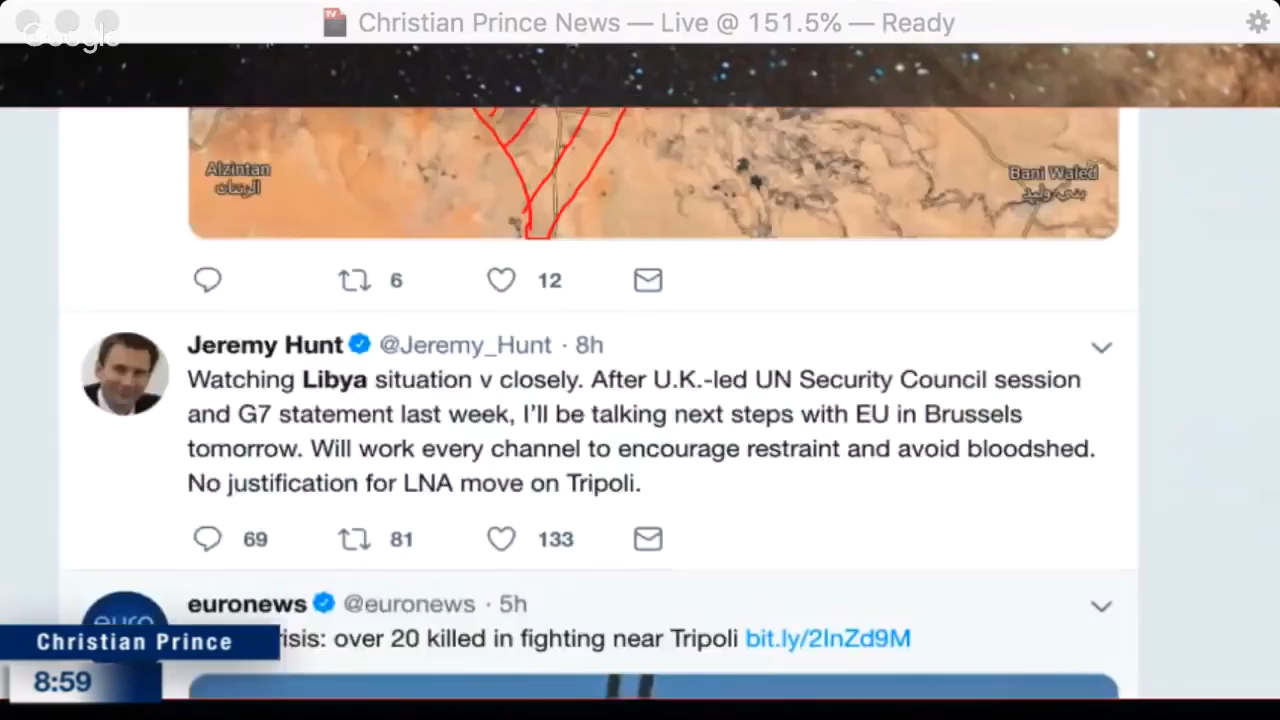 Christian Prince News — Live @ 151.5% — Ready
Google
Alzintan
الزنتان
Bani Waled
بني وليد
6
12
Jeremy Hunt @Jeremy_Hunt · 8h
Watching Libya situation v closely. After U.K.-led UN Security Council session
and G7 statement last week, I'll be talking next steps with EU in Brussels
tomorrow. Will work every channel to encourage restraint and avoid bloodshed.
No justification for LNA move on Tripoli.
69
81
133
euronews @euronews · 5h
euro
risis: over 20 killed in fighting near Tripoli bit.ly/2InZd9M
Christian Prince
8:59